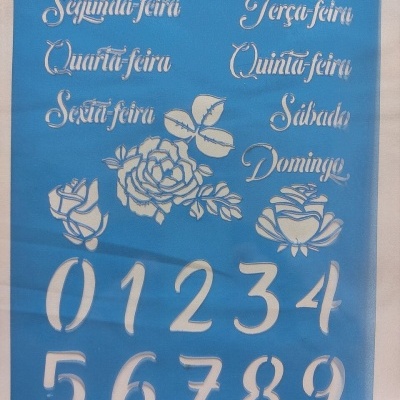 Segunda-feira Terça-feira
Quarta-feira Quinta-feira
Sexta-feira Sábado
Domingo
0 1 2 3 4
5 6 7 8 9